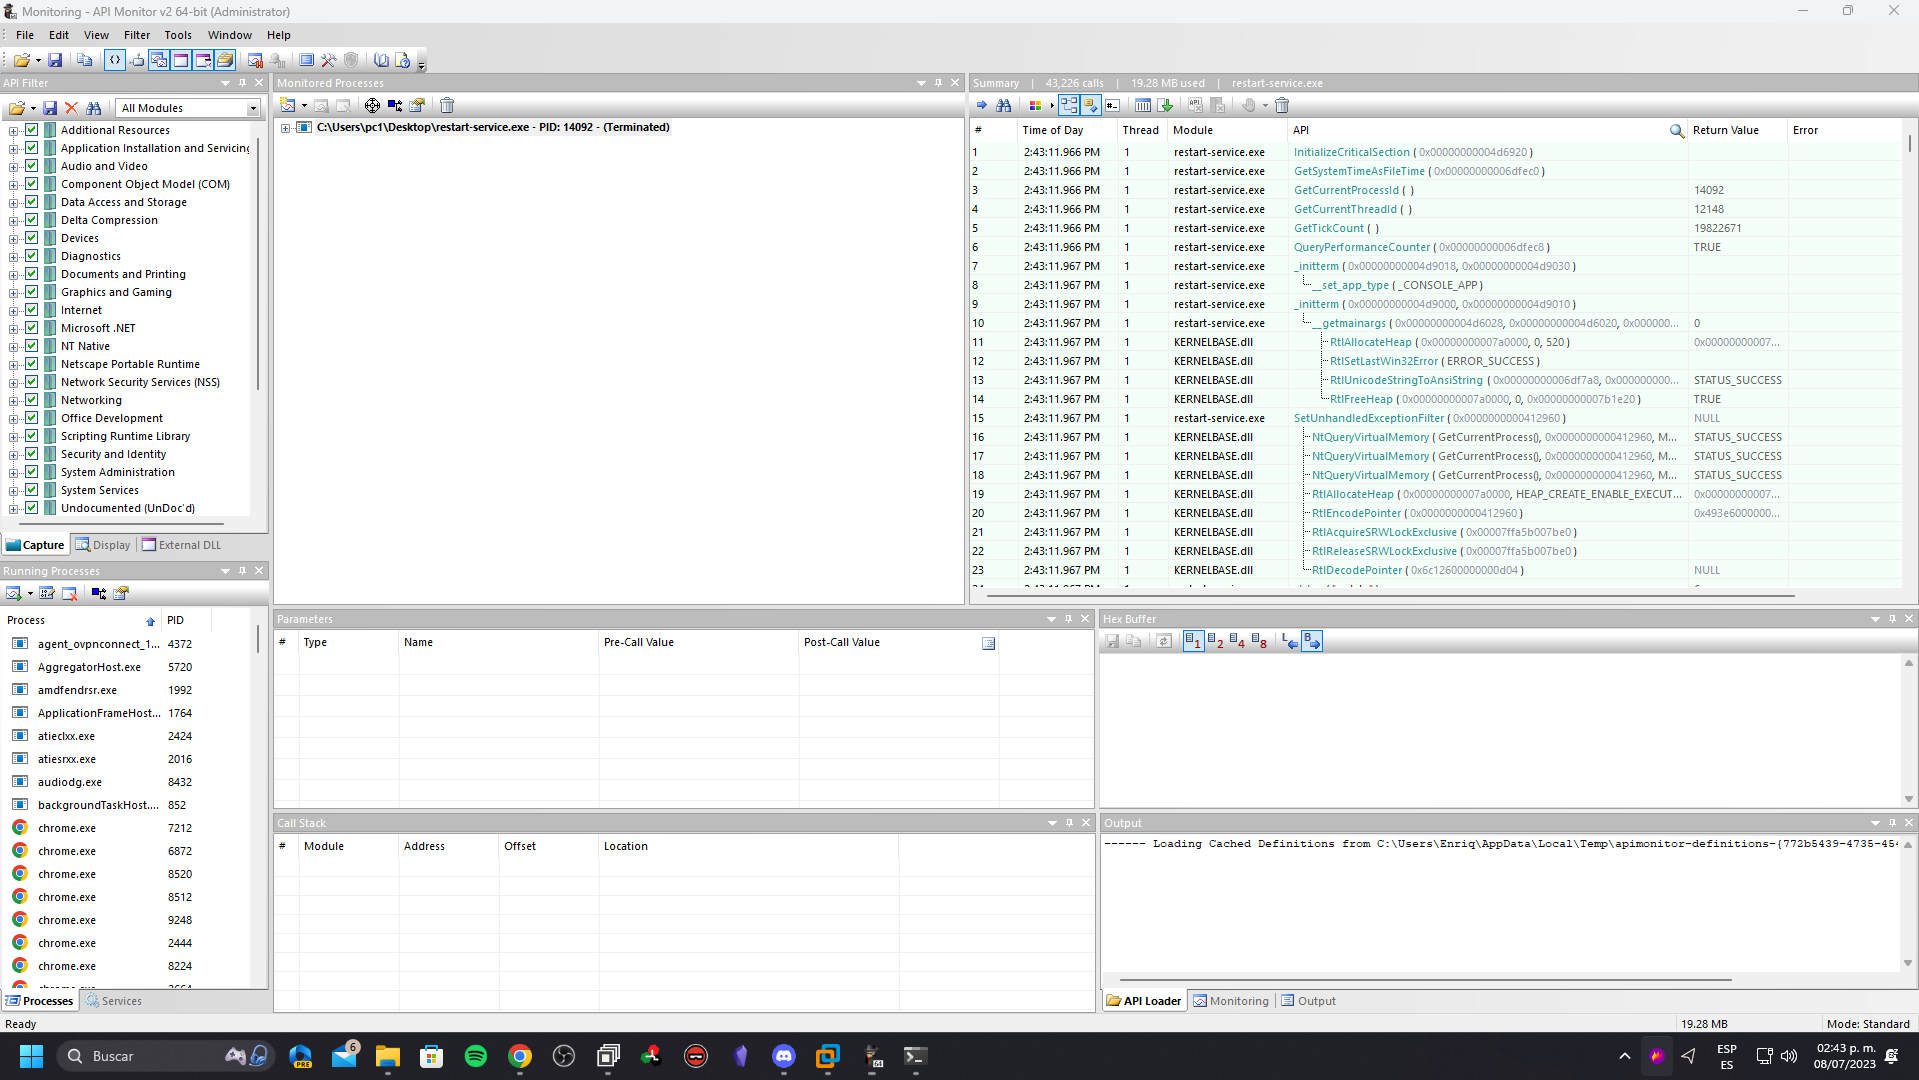 Monitoring - API Monitor v2 64-bit (Administrator)
File Edit View Filter Tools Window Help
API Filter
All Modules
Additional Resources
Application Installation and Servicing
Audio and Video
Component Object Model (COM)
Data Access and Storage
Delta Compression
Devices
Diagnostics
Documents and Printing
Graphics and Gaming
Internet
Microsoft .NET
NT Native
Netscape Portable Runtime
Network Security Services (NSS)
Networking
Office Development
Scripting Runtime Library
Security and Identity
System Administration
System Services
Undocumented (UnDoc'd)
Capture Display External DLL
Running Processes
Process PID
agent_ovpnconnect_1... 4372
AggregatorHost.exe 5720
amdfendrsr.exe 1992
ApplicationFrameHost... 1764
atieclxx.exe 2424
atiesrxx.exe 2016
audiodg.exe 8432
backgroundTaskHost.... 852
chrome.exe 7212
chrome.exe 6872
chrome.exe 8520
chrome.exe 8512
chrome.exe 9248
chrome.exe 2444
chrome.exe 8224
Processes Services
Monitored Processes
C:\Users\pc1\Desktop\restart-service.exe - PID: 14092 - (Terminated)
Summary | 43,226 calls | 19.28 MB used | restart-service.exe
# Time of Day Thread Module API Return Value Error
1 2:43:11.966 PM 1 restart-service.exe InitializeCriticalSection ( 0x00000000004d6920 )
2 2:43:11.966 PM 1 restart-service.exe GetSystemTimeAsFileTime ( 0x00000000006dfec0 )
3 2:43:11.966 PM 1 restart-service.exe GetCurrentProcessId ( ) 14092
4 2:43:11.966 PM 1 restart-service.exe GetCurrentThreadId ( ) 12148
5 2:43:11.966 PM 1 restart-service.exe GetTickCount ( ) 19822671
6 2:43:11.966 PM 1 restart-service.exe QueryPerformanceCounter ( 0x00000000006dfec8 ) TRUE
7 2:43:11.967 PM 1 restart-service.exe _initterm ( 0x00000000004d9018, 0x00000000004d9030 )
8 2:43:11.967 PM 1 restart-service.exe __set_app_type ( _CONSOLE_APP )
9 2:43:11.967 PM 1 restart-service.exe _initterm ( 0x00000000004d9000, 0x00000000004d9010 )
10 2:43:11.967 PM 1 restart-service.exe __getmainargs ( 0x00000000004d6028, 0x00000000004d6020, 0x000000... 0
11 2:43:11.967 PM 1 KERNELBASE.dll RtlAllocateHeap ( 0x00000000007a0000, 0, 520 ) 0x00000000007...
12 2:43:11.967 PM 1 KERNELBASE.dll RtlSetLastWin32Error ( ERROR_SUCCESS )
13 2:43:11.967 PM 1 KERNELBASE.dll RtlUnicodeStringToAnsiString ( 0x00000000006df7a8, 0x000000000... STATUS_SUCCESS
14 2:43:11.967 PM 1 KERNELBASE.dll RtlFreeHeap ( 0x00000000007a0000, 0, 0x00000000007b1e20 ) TRUE
15 2:43:11.967 PM 1 restart-service.exe SetUnhandledExceptionFilter ( 0x0000000000412960 ) NULL
16 2:43:11.967 PM 1 KERNELBASE.dll NtQueryVirtualMemory ( GetCurrentProcess(), 0x0000000000412960, M... STATUS_SUCCESS
17 2:43:11.967 PM 1 KERNELBASE.dll NtQueryVirtualMemory ( GetCurrentProcess(), 0x0000000000412960, M... STATUS_SUCCESS
18 2:43:11.967 PM 1 KERNELBASE.dll NtQueryVirtualMemory ( GetCurrentProcess(), 0x0000000000412960, M... STATUS_SUCCESS
19 2:43:11.967 PM 1 KERNELBASE.dll RtlAllocateHeap ( 0x00000000007a0000, HEAP_CREATE_ENABLE_EXECUT... 0x00000000007...
20 2:43:11.967 PM 1 KERNELBASE.dll RtlEncodePointer ( 0x0000000000412960 ) 0x493e6000000...
21 2:43:11.967 PM 1 KERNELBASE.dll RtlAcquireSRWLockExclusive ( 0x00007ffa5b007be0 )
22 2:43:11.967 PM 1 KERNELBASE.dll RtlReleaseSRWLockExclusive ( 0x00007ffa5b007be0 )
23 2:43:11.967 PM 1 KERNELBASE.dll RtlDecodePointer ( 0x6c12600000000d04 ) NULL
Parameters
# Type Name Pre-Call Value Post-Call Value
Hex Buffer
1 2 4 8 L B
Call Stack
# Module Address Offset Location
Output
------ Loading Cached Definitions from C:\Users\Enriq\AppData\Local\Temp\apimonitor-definitions-{772b5439-4735-454
API Loader Monitoring Output
Ready 19.28 MB Mode: Standard
Buscar PRE 6 64 ESP
ES
02:43 p. m.
08/07/2023